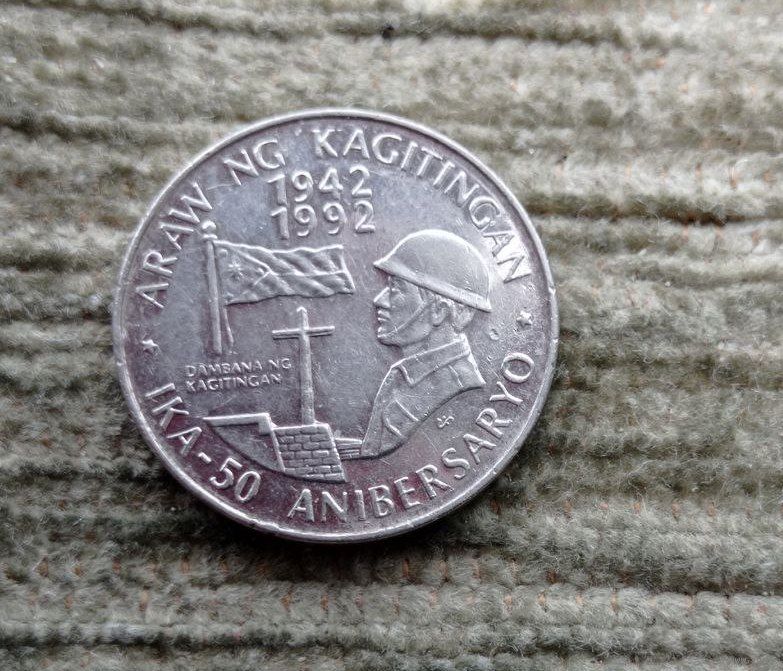 ARAW NG KAGITINGAN
1942
1992
DAMBANA NG
KAGITINGAN
IKA-50 ANIBERSARYO